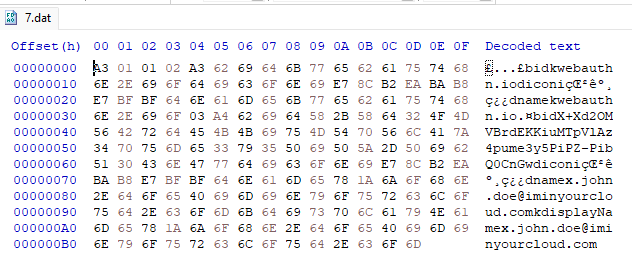 7.dat
Offset(h) 00 01 02 03 04 05 06 07 08 09 0A 0B 0C 0D 0E 0F Decoded text
00000000 A3 01 01 02 A3 62 69 64 6B 77 65 62 61 75 74 68 £...£bidkwebauth
00000010 6E 2E 69 6F 64 69 63 6F 6E 69 E7 8C B2 EA BA B8 n.iodiconiçŒ²êº¸
00000020 E7 BF BF 64 6E 61 6D 65 6B 77 65 62 61 75 74 68 ç¿¿dnamekwebauth
00000030 6E 2E 69 6F 03 A4 62 69 64 58 2B 58 64 32 4F 4D n.io.¤bidX+Xd2OM
00000040 56 42 72 64 45 4B 4B 69 75 4D 54 70 56 6C 41 7A VBrdEKKiuMTpVlAz
00000050 34 70 75 6D 65 33 79 35 50 69 50 5A 2D 50 69 62 4pume3y5PiPZ-Pib
00000060 51 30 43 6E 47 77 64 69 63 6F 6E 69 E7 8C B2 EA Q0CnGwdiconiçŒ²ê
00000070 BA B8 E7 BF BF 64 6E 61 6D 65 78 1A 6A 6F 68 6E º¸ç¿¿dnamex.john
00000080 2E 64 6F 65 40 69 6D 69 6E 79 6F 75 72 63 6C 6F .doe@iminyourclo
00000090 75 64 2E 63 6F 6D 6B 64 69 73 70 6C 61 79 4E 61 ud.comkdisplayNa
000000A0 6D 65 78 1A 6A 6F 68 6E 2E 64 6F 65 40 69 6D 69 mex.john.doe@imi
000000B0 6E 79 6F 75 72 63 6C 6F 75 64 2E 63 6F 6D nyourcloud.com